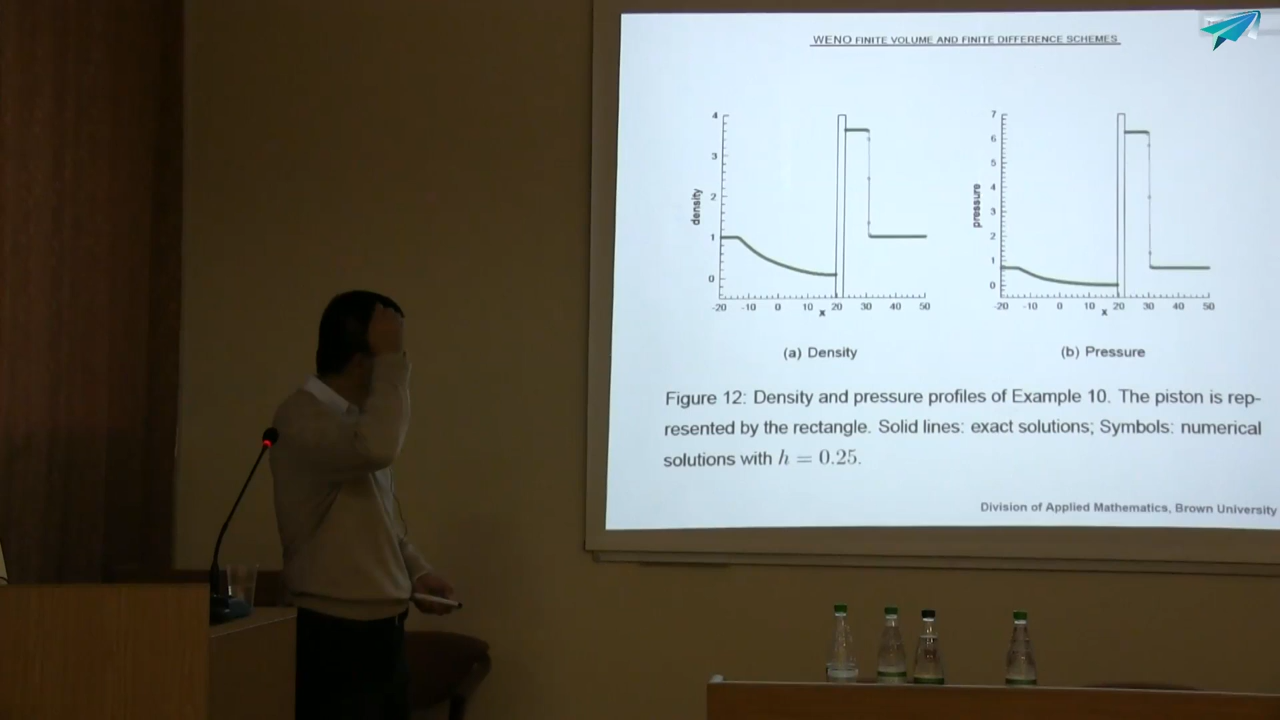 WENO FINITE VOLUME AND FINITE DIFFERENCE SCHEMES
4
3
2
1
0
density
-20 -10 0 10 20 30 40 50
x
7
6
5
4
3
2
1
0
pressure
-20 -10 0 10 20 30 40 50
x
(a) Density
(b) Pressure
Figure 12: Density and pressure profiles of Example 10. The piston is rep-
resented by the rectangle. Solid lines: exact solutions; Symbols: numerical
solutions with h = 0.25.
Division of Applied Mathematics, Brown University